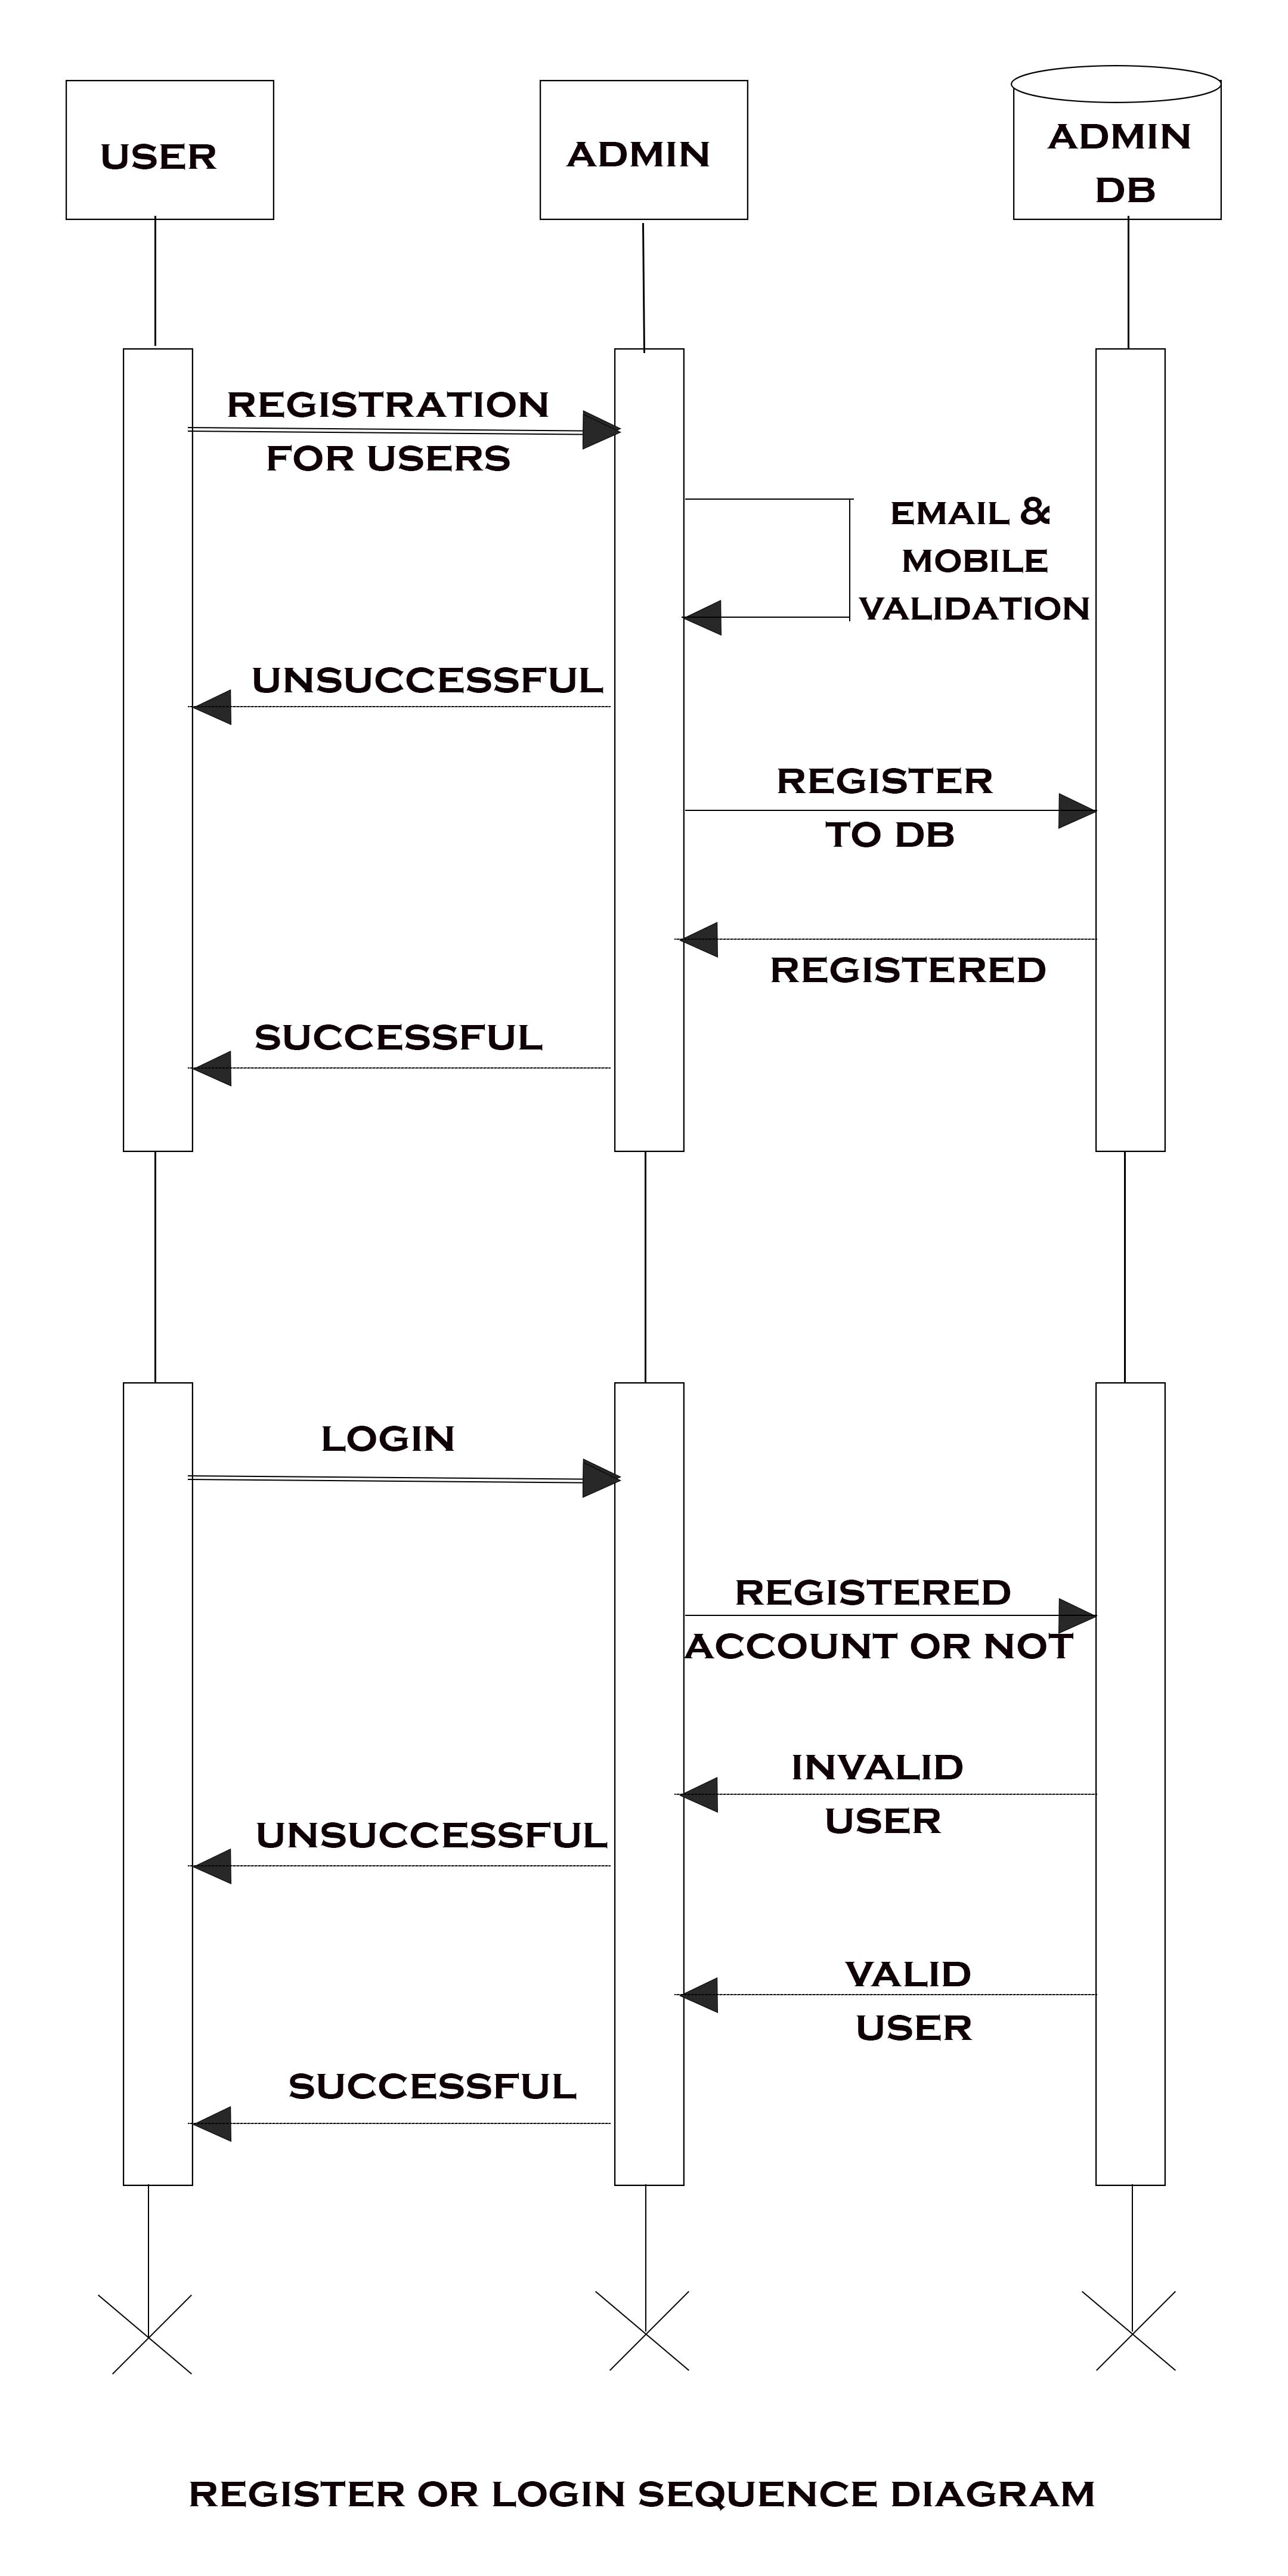 USER
ADMIN
ADMIN
DB
REGISTRATION
FOR USERS
EMAIL &
MOBILE
VALIDATION
UNSUCCESSFUL
REGISTER
TO DB
REGISTERED
SUCCESSFUL
LOGIN
REGISTERED
ACCOUNT OR NOT
INVALID
USER
UNSUCCESSFUL
VALID
USER
SUCCESSFUL
REGISTER OR LOGIN SEQUENCE DIAGRAM